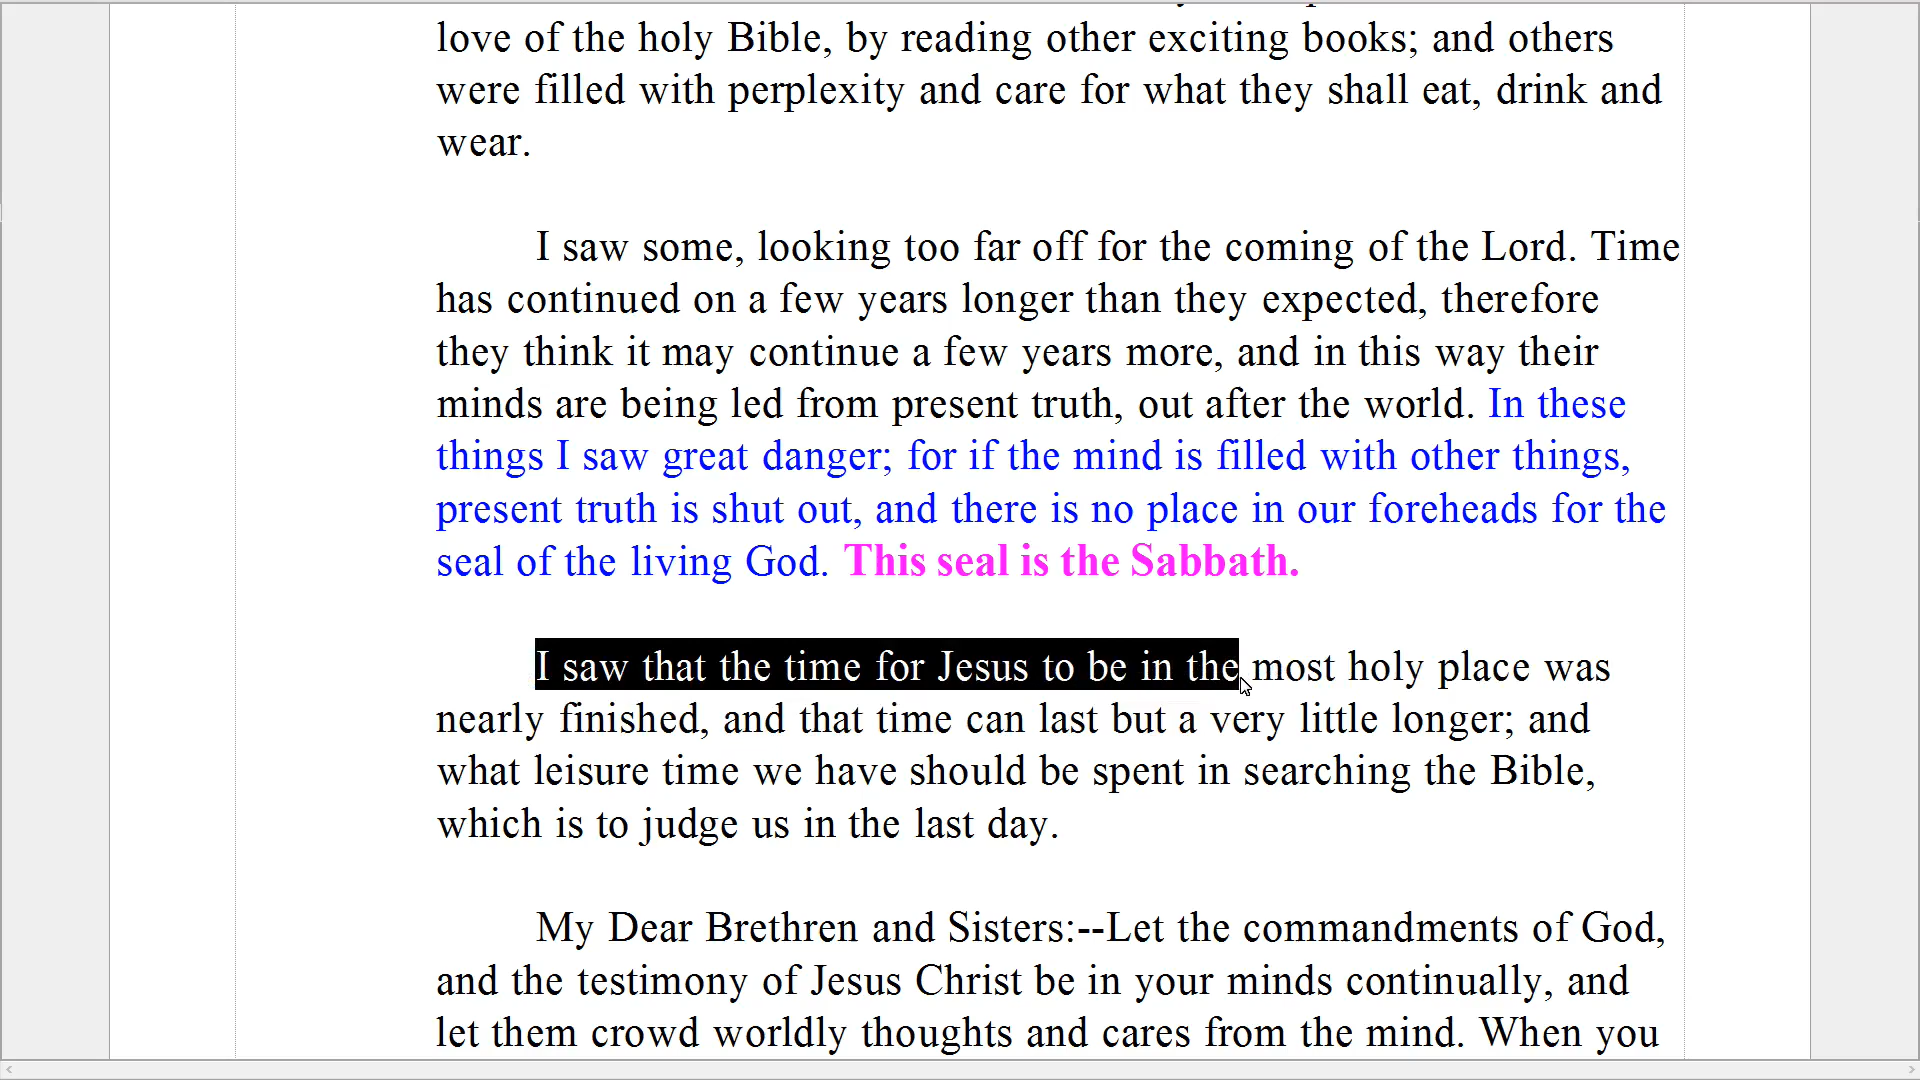 love of the holy Bible, by reading other exciting books; and others
were filled with perplexity and care for what they shall eat, drink and
wear.
I saw some, looking too far off for the coming of the Lord. Time
has continued on a few years longer than they expected, therefore
they think it may continue a few years more, and in this way their
minds are being led from present truth, out after the world. In these
things I saw great danger; for if the mind is filled with other things,
present truth is shut out, and there is no place in our foreheads for the
seal of the living God. This seal is the Sabbath.
I saw that the time for Jesus to be in the most holy place was
nearly finished, and that time can last but a very little longer; and
what leisure time we have should be spent in searching the Bible,
which is to judge us in the last day.
My Dear Brethren and Sisters:--Let the commandments of God,
and the testimony of Jesus Christ be in your minds continually, and
let them crowd worldly thoughts and cares from the mind. When you